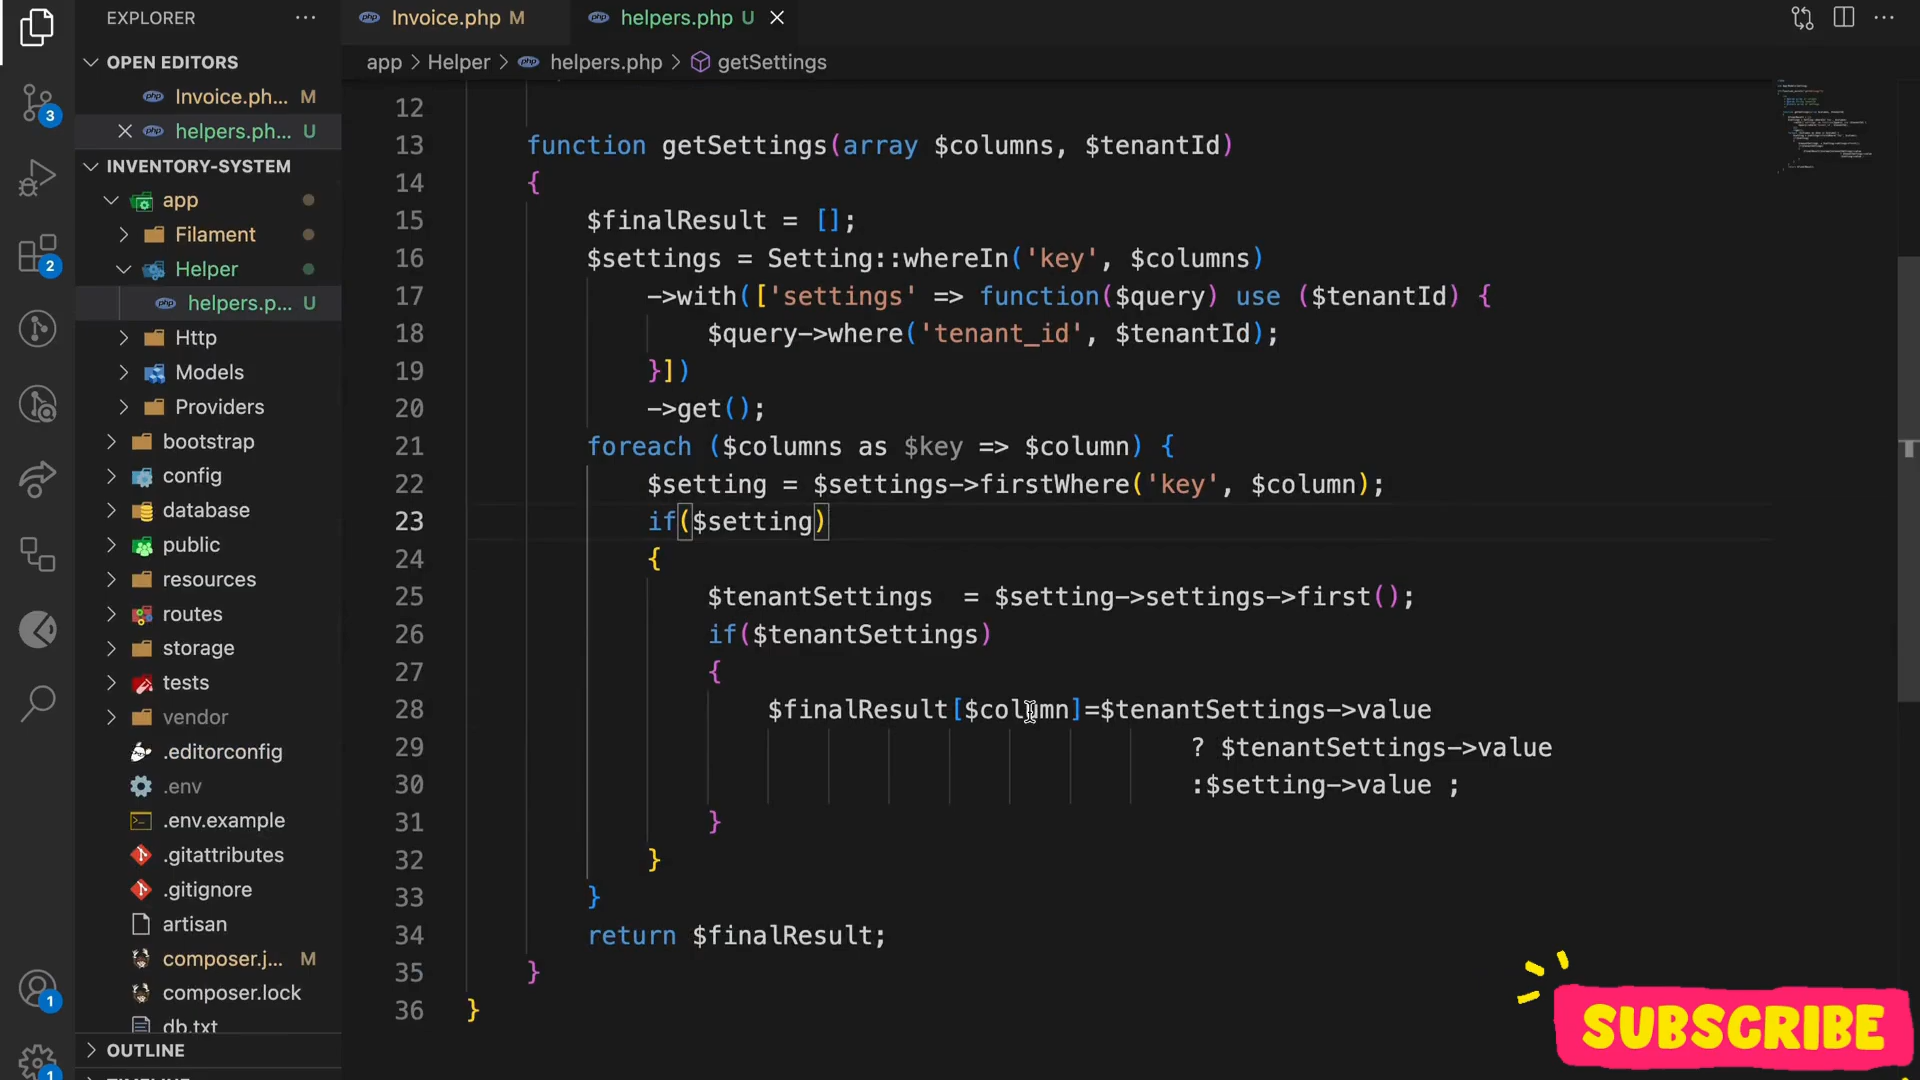 EXPLORER
OPEN EDITORS
Invoice.ph... M
helpers.ph... U
INVENTORY-SYSTEM
app
Filament
Helper
helpers.p... U
Http
Models
Providers
bootstrap
config
database
public
resources
routes
storage
tests
vendor
.editorconfig
.env
.env.example
.gitattributes
.gitignore
artisan
composer.j... M
composer.lock
db.txt
OUTLINE
3
2
1
1
Invoice.php M
helpers.php U
app > Helper > helpers.php > getSettings
12
13 function getSettings(array $columns, $tenantId)
14 {
15 $finalResult = [];
16 $settings = Setting::whereIn('key', $columns)
17 ->with(['settings' => function($query) use ($tenantId) {
18 $query->where('tenant_id', $tenantId);
19 }])
20 ->get();
21 foreach ($columns as $key => $column) {
22 $setting = $settings->firstWhere('key', $column);
23 if($setting)
24 {
25 $tenantSettings  = $setting->settings->first();
26 if($tenantSettings)
27 {
28 $finalResult[$column]=$tenantSettings->value
29 ? $tenantSettings->value
30 :$setting->value ;
31 }
32 }
33 }
34 return $finalResult;
35 }
36 }
SUBSCRIBE